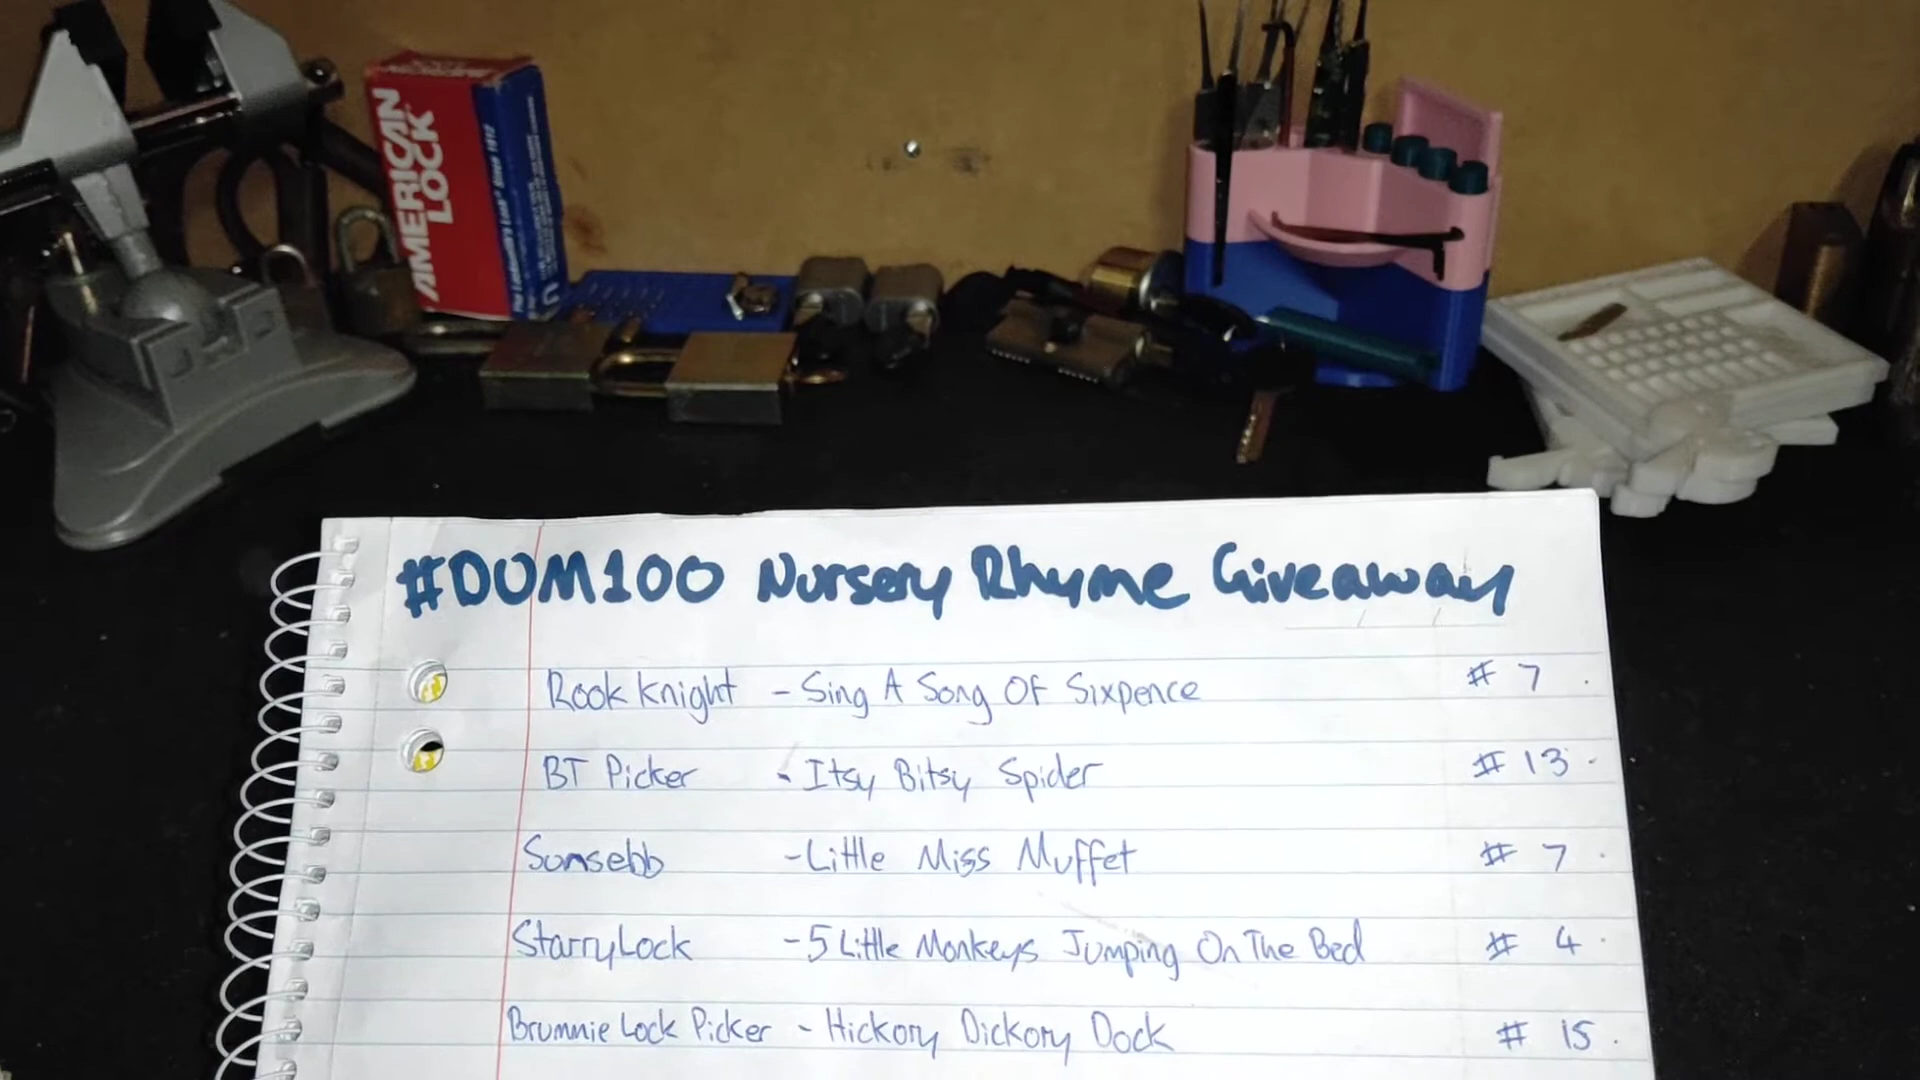 AMERICAN
LOCK
#DUM100 Nursery Rhyme Giveaway
Rook Knight - Sing A Song Of Sixpence # 7
BT Picker - Itsy Bitsy Spider # 13
Sonsebb - Little Miss Muffet # 7
StarryLock - 5 Little Monkeys Jumping On The Bed # 4
Brummie Lock Picker - Hickory Dickory Dock # 15